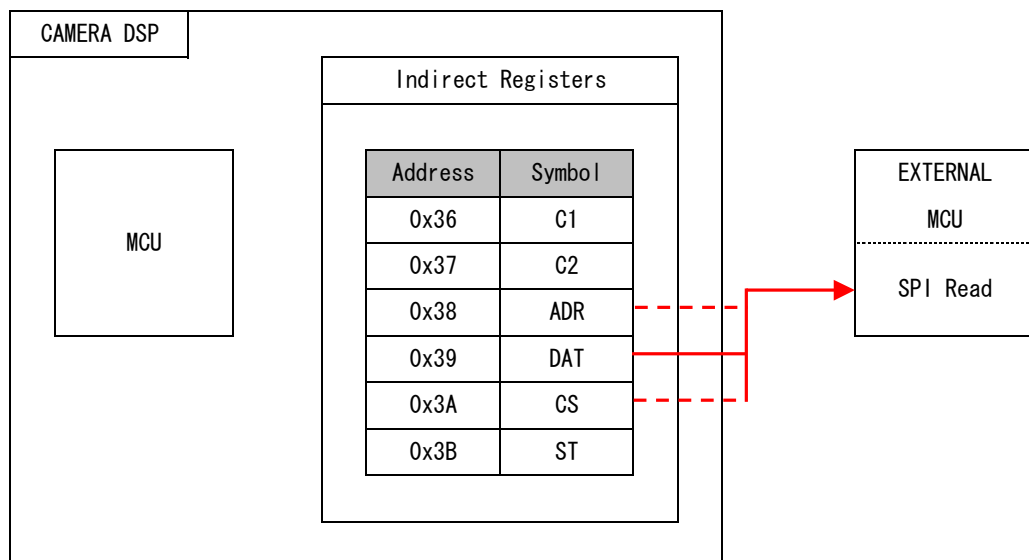 CAMERA DSP
Indirect Registers
MCU
Address Symbol
0x36 C1
0x37 C2
0x38 ADR
0x39 DAT
0x3A CS
0x3B ST
EXTERNAL
MCU
SPI Read